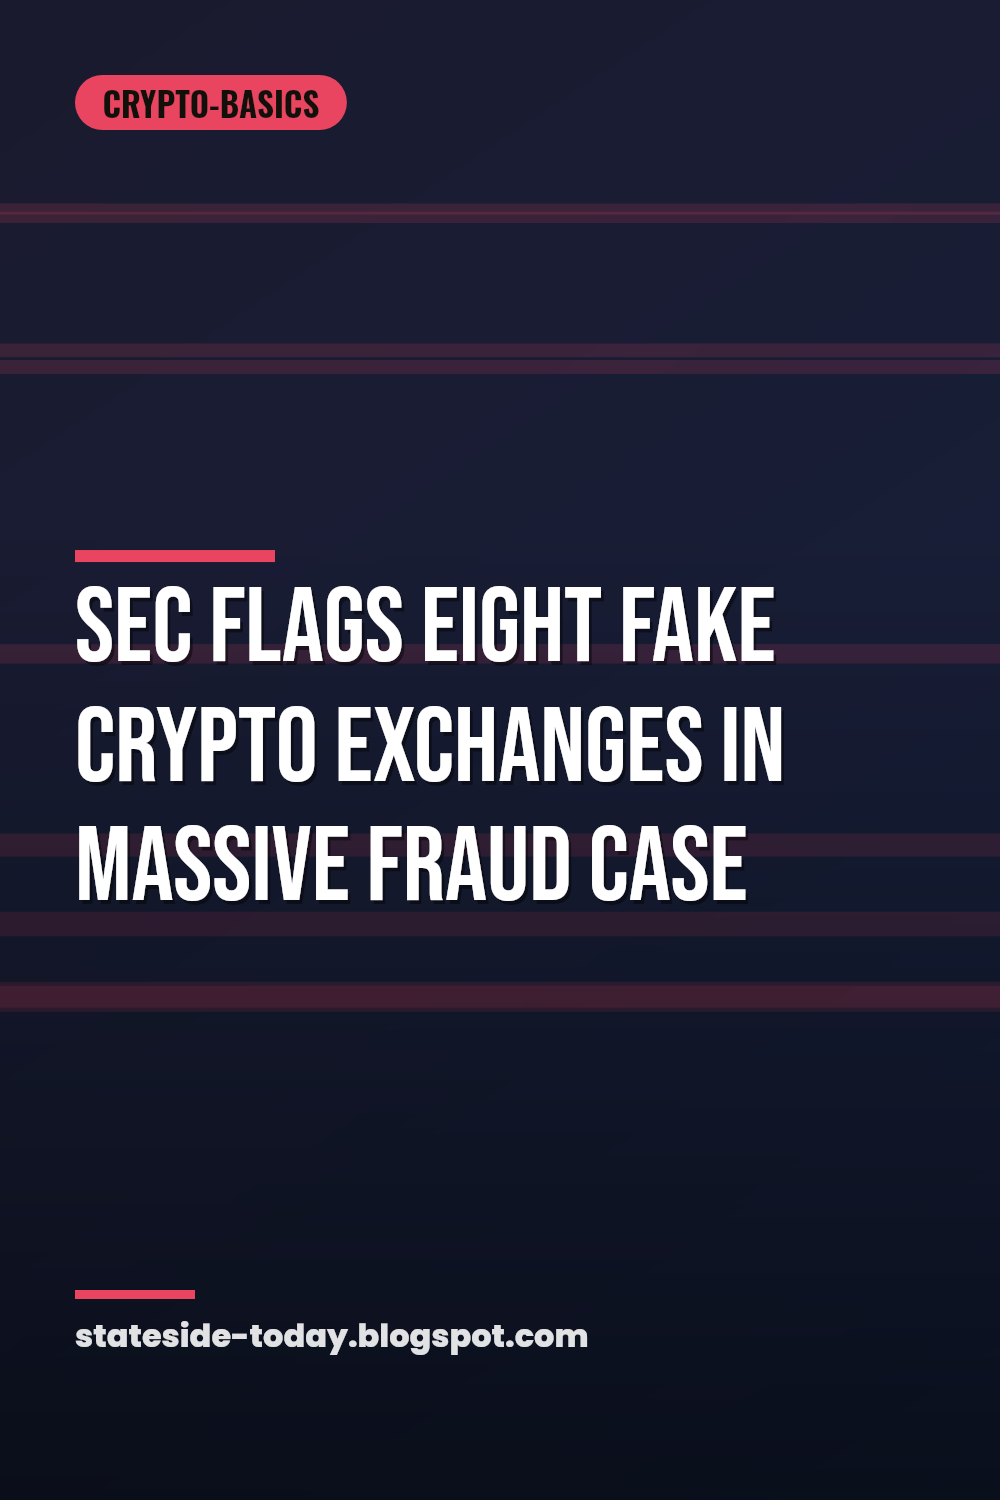 CRYPTO-BASICS
SEC FLAGS EIGHT FAKE
CRYPTO EXCHANGES IN
MASSIVE FRAUD CASE
stateside-today.blogspot.com